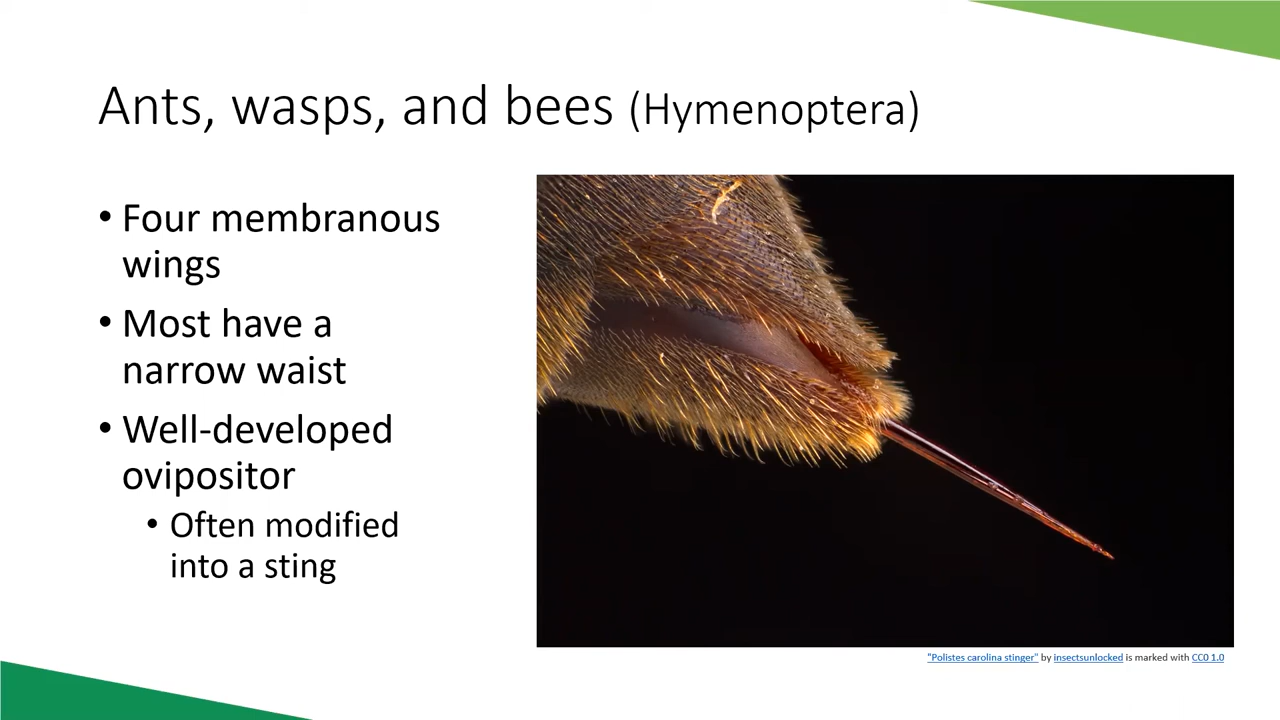 Ants, wasps, and bees (Hymenoptera)
• Four membranous
wings
• Most have a
narrow waist
• Well-developed
ovipositor
• Often modified
into a sting
"Polistes carolina stinger" by insectsunlocked is marked with CC0 1.0